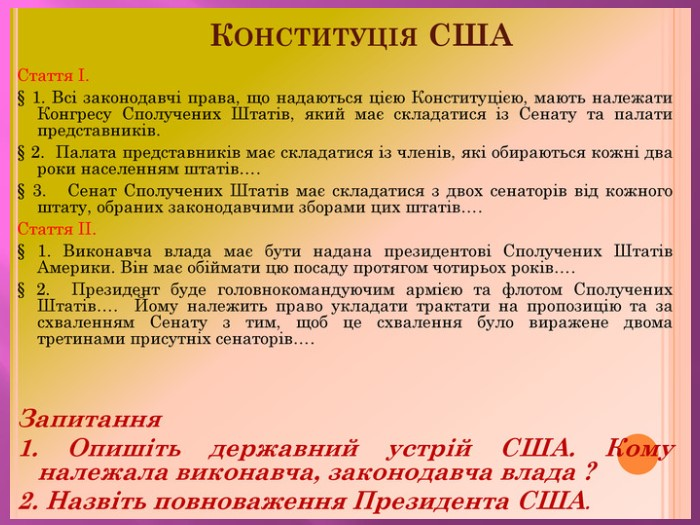 Конституція США
Стаття І.
§ 1. Всі законодавчі права, що надаються цією Конституцією, мають належати
Конгресу Сполучених Штатів, який має складатися із Сенату та палати
представників.
§ 2. Палата представників має складатися із членів, які обираються кожні два
роки населенням штатів….
§ 3. Сенат Сполучених Штатів має складатися з двох сенаторів від кожного
штату, обраних законодавчими зборами цих штатів….
Стаття ІІ.
§ 1. Виконавча влада має бути надана президентові Сполучених Штатів
Америки. Він має обіймати цю посаду протягом чотирьох років….
§ 2. Президент буде головнокомандуючим армією та флотом Сполучених
Штатів…. Йому належить право укладати трактати на пропозицію та за
схваленням Сенату з тим, щоб це схвалення було виражене двома
третинами присутніх сенаторів….
Запитання
1. Опишіть державний устрій США. Кому
належала виконавча, законодавча влада ?
2. Назвіть повноваження Президента США.